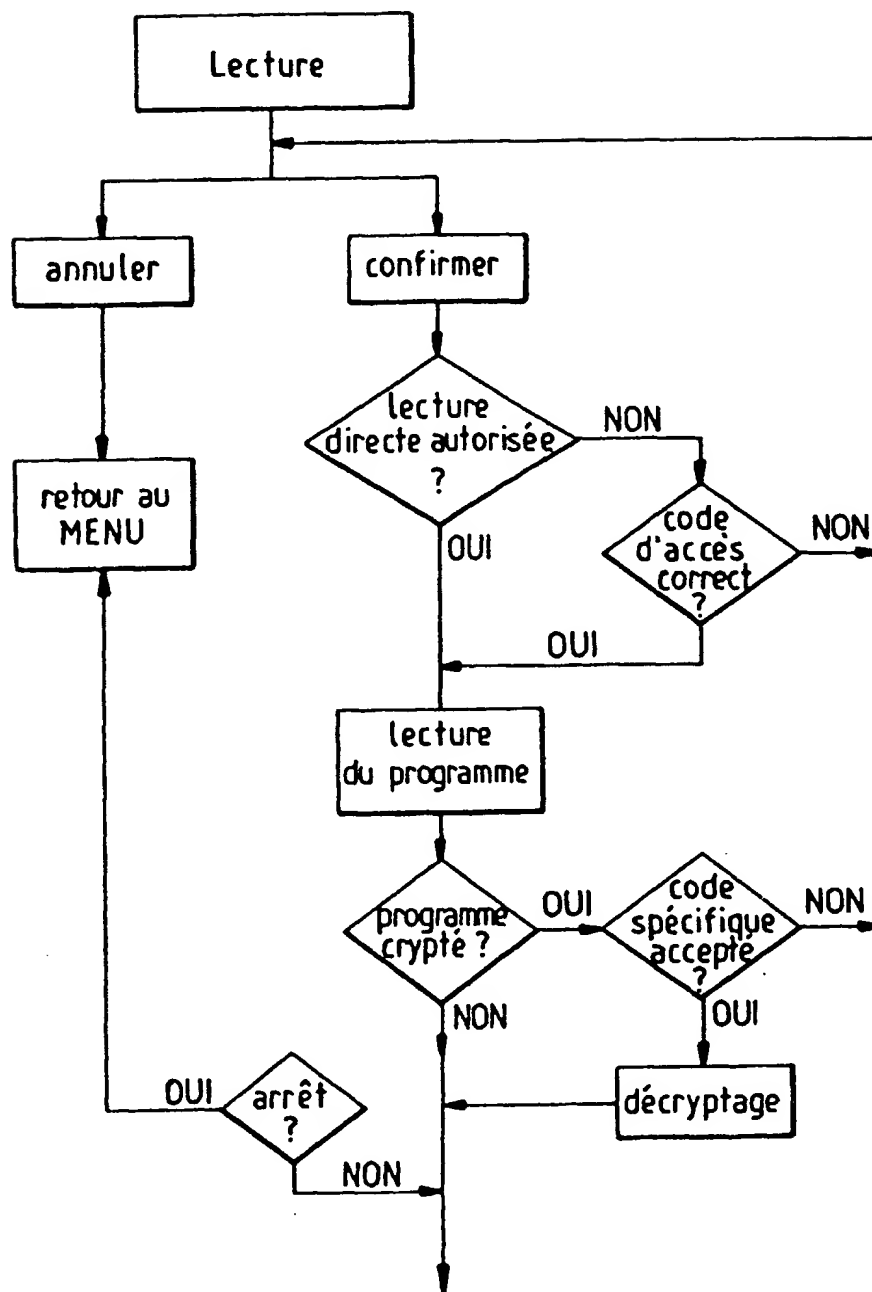 Lecture
annuler
confirmer
lecture
directe autorisée
?
NON
OUI
retour au
MENU
code
d'accès
correct
?
NON
OUI
lecture
du programme
programme
crypté ?
OUI
code
spécifique
accepté
?
NON
NON
OUI
décryptage
OUI
arrêt
?
NON